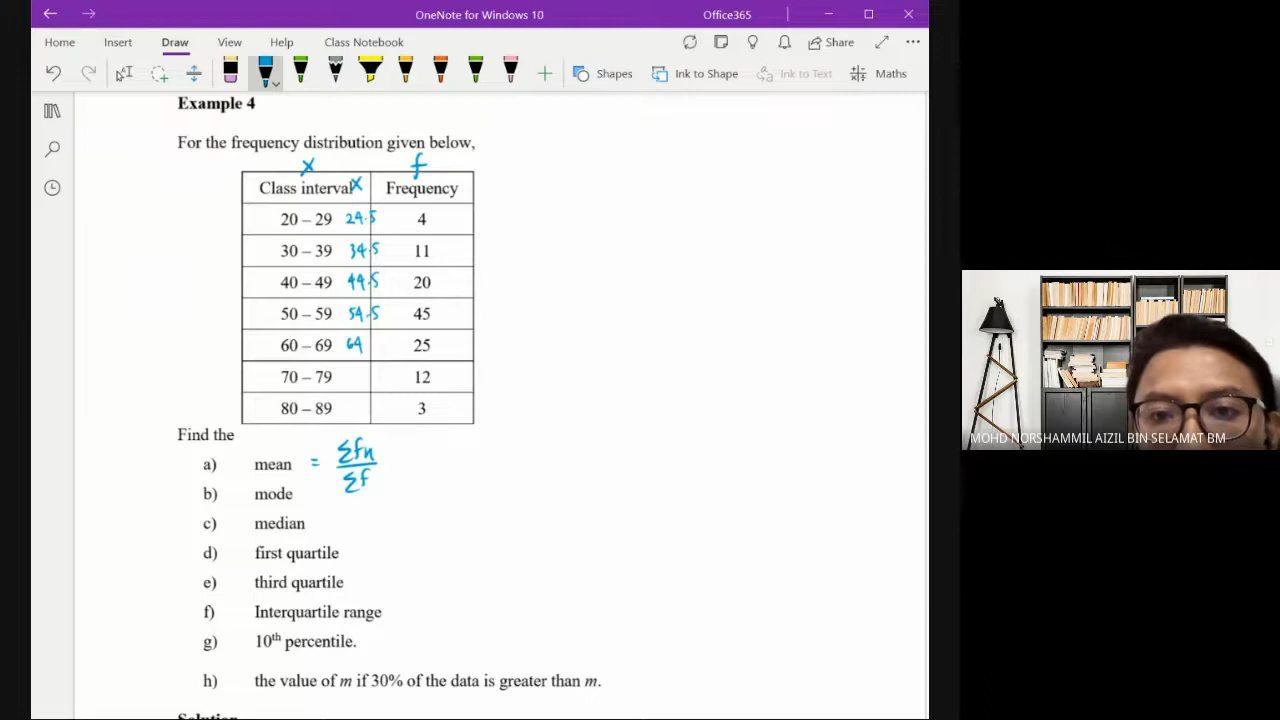 OneNote for Windows 10
Office365
Home Insert Draw View Help Class Notebook
Share
Shapes Ink to Shape Ink to Text Maths
Example 4
For the frequency distribution given below,
x f
Class interval x Frequency
20 – 29 24.5 4
30 – 39 34.5 11
40 – 49 44.5 20
50 – 59 54.5 45
60 – 69 64 25
70 – 79 12
80 – 89 3
Find the
a) mean = Σfx / Σf
b) mode
c) median
d) first quartile
e) third quartile
f) Interquartile range
g) 10th percentile.
h) the value of m if 30% of the data is greater than m.
Solution
MOHD NORSHAMMIL AIZIL BIN SELAMAT BM